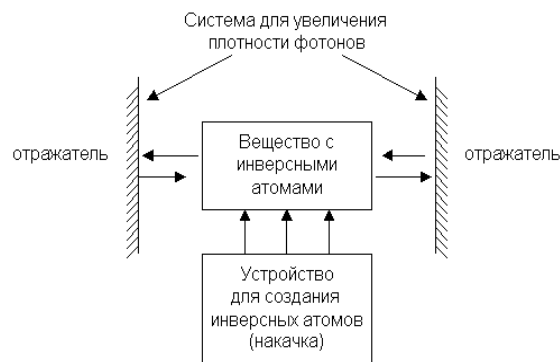 Система для увеличения
плотности фотонов
отражатель
Вещество с
инверсными
атомами
отражатель
Устройство
для создания
инверсных атомов
(накачка)